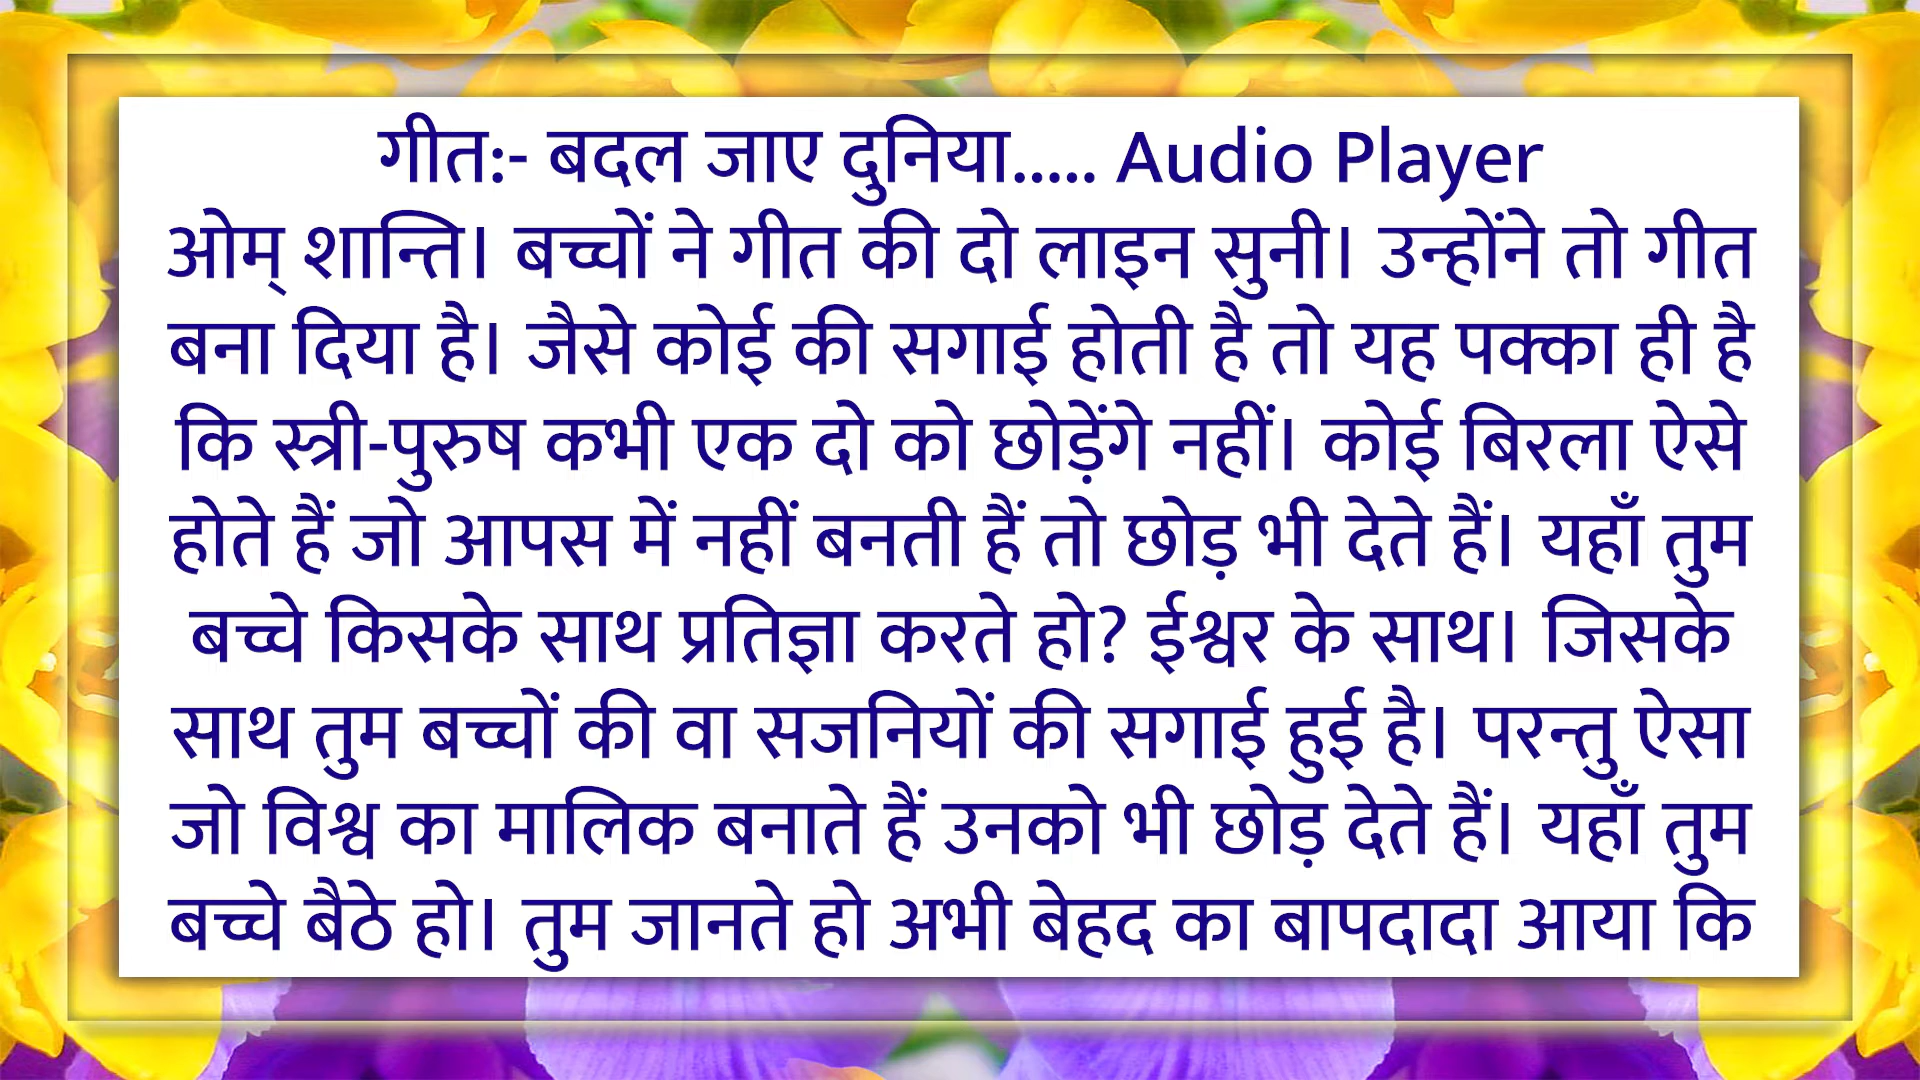 गीत:- बदल जाए दुनिया..... Audio Player
ओम् शान्ति। बच्चों ने गीत की दो लाइन सुनी। उन्होंने तो गीत
बना दिया है। जैसे कोई की सगाई होती है तो यह पक्का ही है
कि स्त्री-पुरुष कभी एक दो को छोड़ेंगे नहीं। कोई बिरला ऐसे
होते हैं जो आपस में नहीं बनती हैं तो छोड़ भी देते हैं। यहाँ तुम
बच्चे किसके साथ प्रतिज्ञा करते हो? ईश्वर के साथ। जिसके
साथ तुम बच्चों की वा सजनियों की सगाई हुई है। परन्तु ऐसा
जो विश्व का मालिक बनाते हैं उनको भी छोड़ देते हैं। यहाँ तुम
बच्चे बैठे हो। तुम जानते हो अभी बेहद का बापदादा आया कि